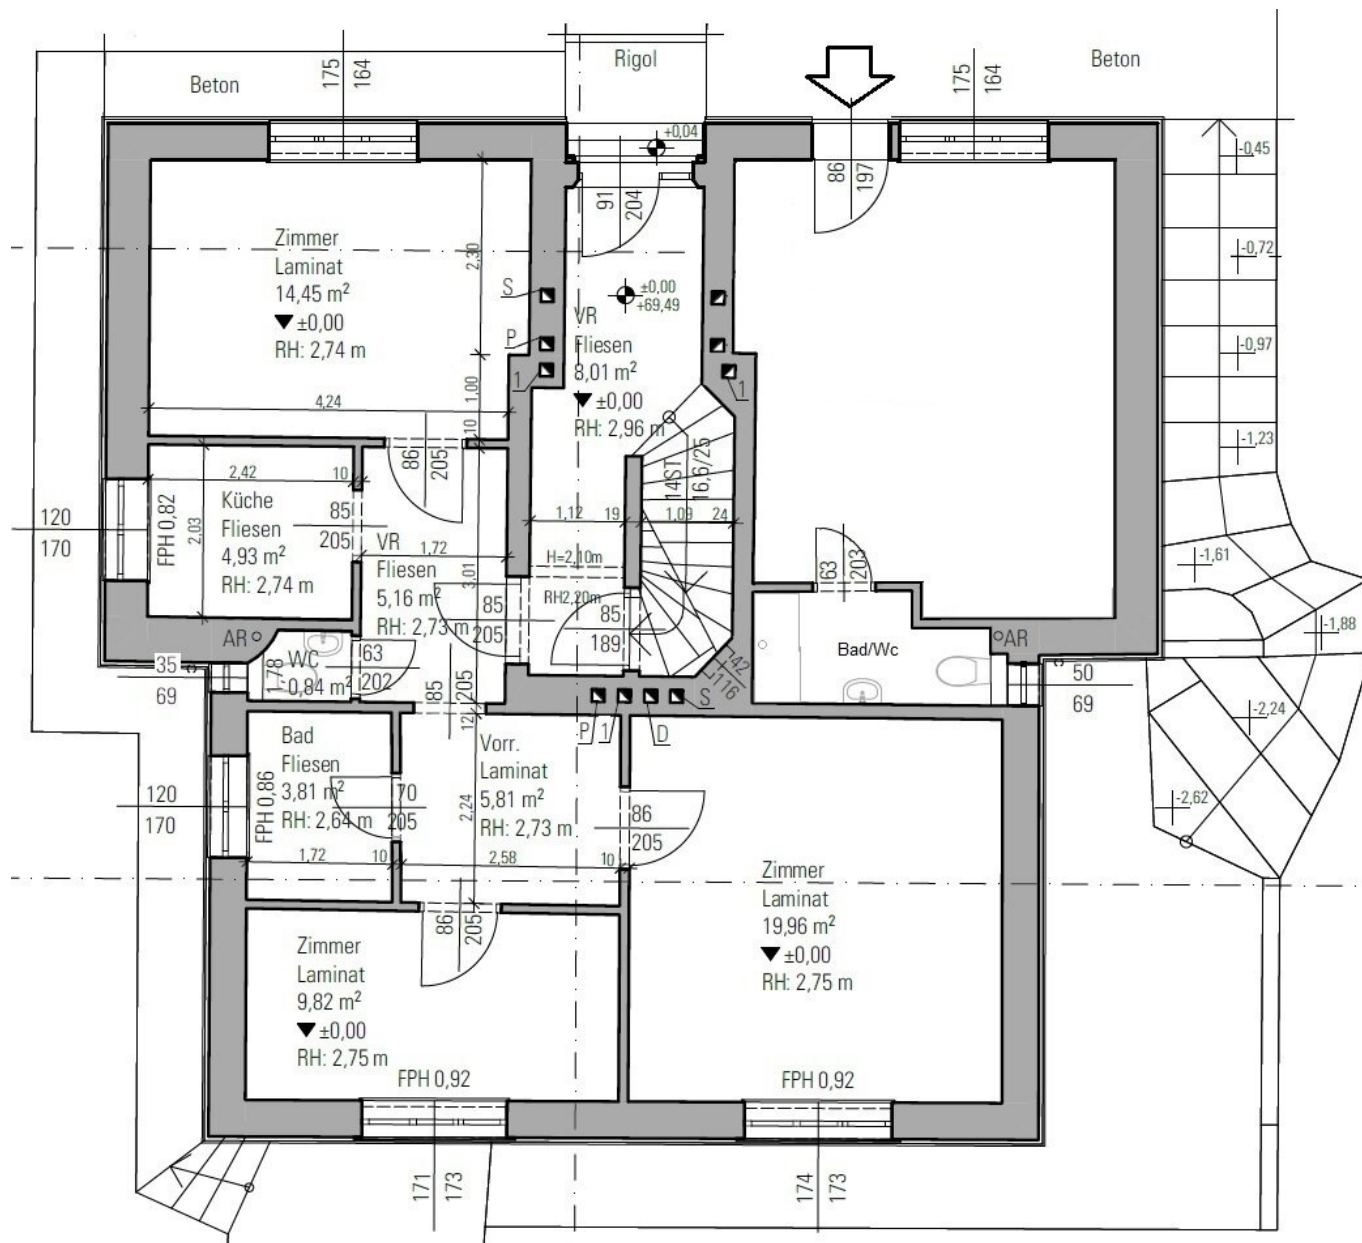 Beton
175
164
Rigol
Beton
175
164
+0,04
86
197
91
204
-0,45
-0,72
-0,97
-1,23
-1,61
-1,88
-2,24
-2,62
Zimmer
Laminat
14,45 m²
±0,00
RH: 2,74 m
2,30
1,00
10
4,24
S
P
1
±0,00
+69,49
VR
Fliesen
8,01 m²
±0,00
RH: 2,96 m
1
14ST
16,6/25
86
205
2,42
10
Küche
Fliesen
4,93 m²
RH: 2,74 m
2,03
FPH 0,82
120
170
85
205
VR
Fliesen
5,16 m²
RH: 2,73 m
1,72
3,01
1,12
19
1,09
24
H=2,10m
RH2,20m
85
205
85
189
63
203
Bad/Wc
AR
50
69
42
116
AR
WC
0,84 m²
1,78
35
69
63
202
85
205
12
P
1
D
S
Bad
Fliesen
3,81 m²
RH: 2,64 m
FPH 0,86
120
170
1,72
10
70
205
Vorr.
Laminat
5,81 m²
RH: 2,73 m
2,24
2,58
10
86
205
Zimmer
Laminat
19,96 m²
±0,00
RH: 2,75 m
FPH 0,92
86
205
Zimmer
Laminat
9,82 m²
±0,00
RH: 2,75 m
FPH 0,92
171
173
174
173